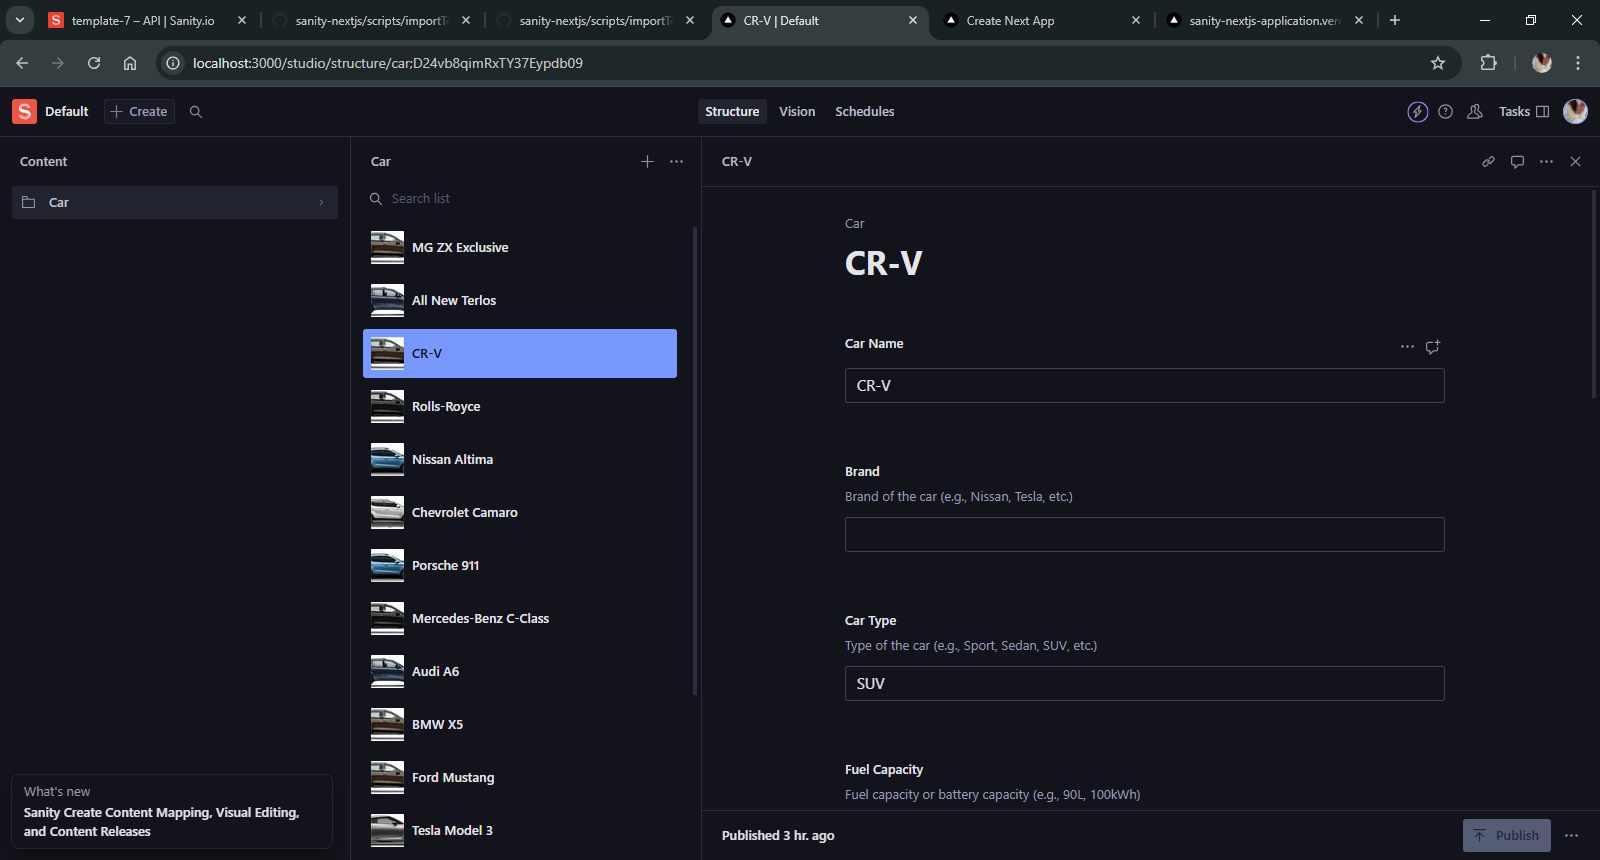 template-7 – API | Sanity.io
sanity-nextjs/scripts/importTe
sanity-nextjs/scripts/importTe
CR-V | Default
Create Next App
sanity-nextjs-application.verc
localhost:3000/studio/structure/car;D24vb8qimRxTY37Eypdb09
S
Default
Create
Structure
Vision
Schedules
Tasks
Content
Car
Car
Search list
MG ZX Exclusive
All New Terlos
CR-V
Rolls-Royce
Nissan Altima
Chevrolet Camaro
Porsche 911
Mercedes-Benz C-Class
Audi A6
BMW X5
Ford Mustang
Tesla Model 3
CR-V
Car
CR-V
Car Name
CR-V
Brand
Brand of the car (e.g., Nissan, Tesla, etc.)
Car Type
Type of the car (e.g., Sport, Sedan, SUV, etc.)
SUV
Fuel Capacity
Fuel capacity or battery capacity (e.g., 90L, 100kWh)
What's new
Sanity Create Content Mapping, Visual Editing,
and Content Releases
Published 3 hr. ago
Publish